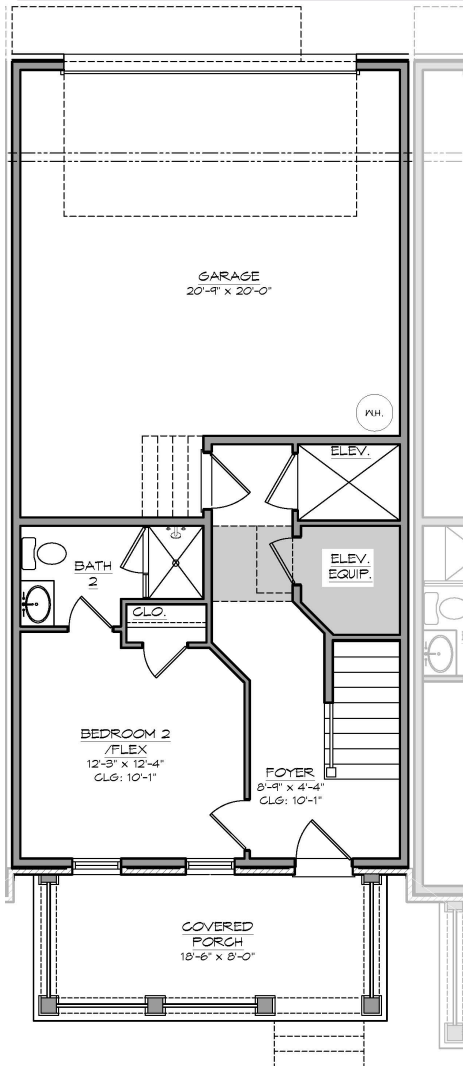 GARAGE
20'-9" x 20'-0"
W.H.
ELEV.
ELEV.
EQUIP.
BATH
2
CLO.
BEDROOM 2
/FLEX
12'-3" x 12'-4"
CLG: 10'-1"
FOYER
8'-9" x 4'-4"
CLG: 10'-1"
COVERED
PORCH
18'-6" x 8'-0"